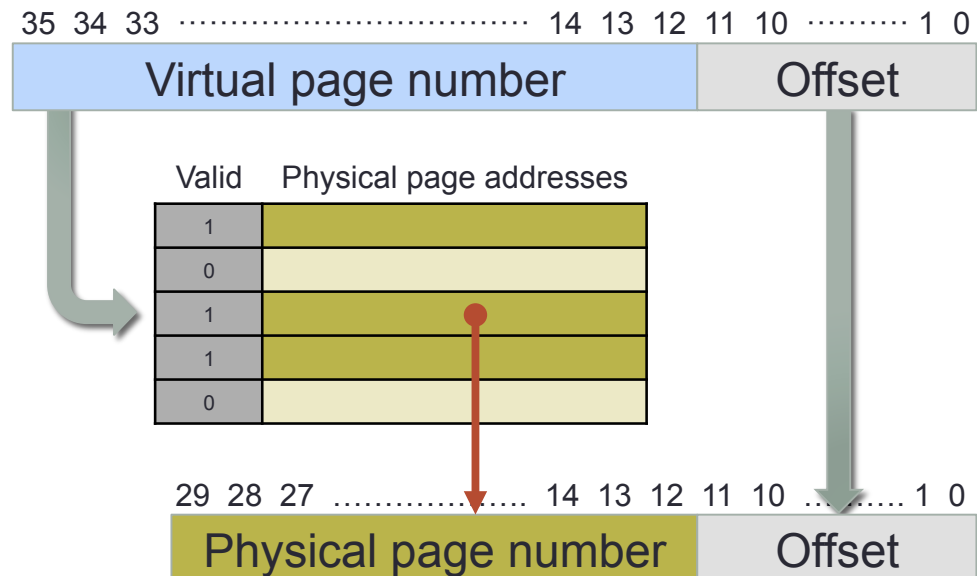 35 34 33 .................................. 14 13 12 11 10 .......... 1 0
Virtual page number Offset
Valid Physical page addresses
1
0
1
1
0
29 28 27 ................... 14 13 12 11 10 .......... 1 0
Physical page number Offset